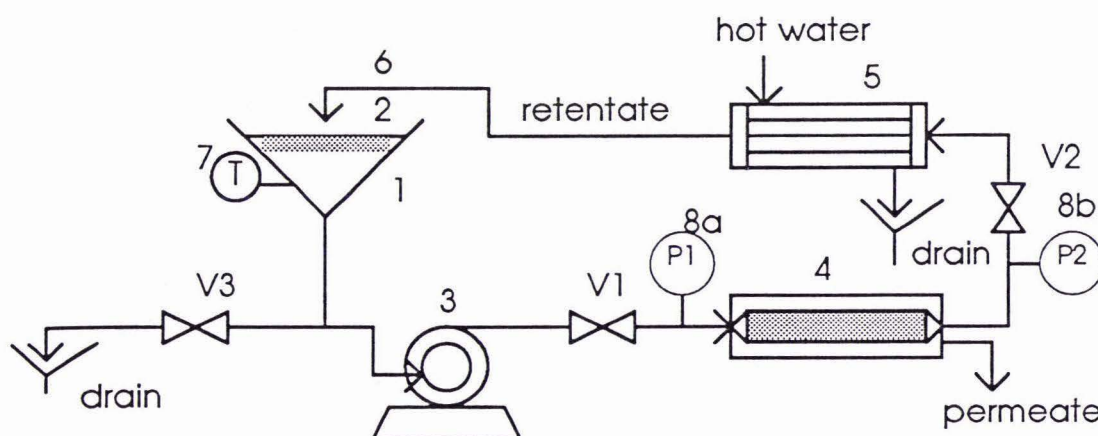 hot water
6
5
2
retentate
7
T
1
V2
8a
8b
P1
P2
V3
3
V1
4
drain
drain
permeate